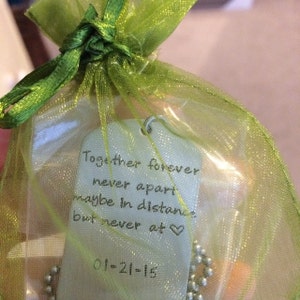 Together forever
never apart
maybe in distance
but never at ♡
01-21-15